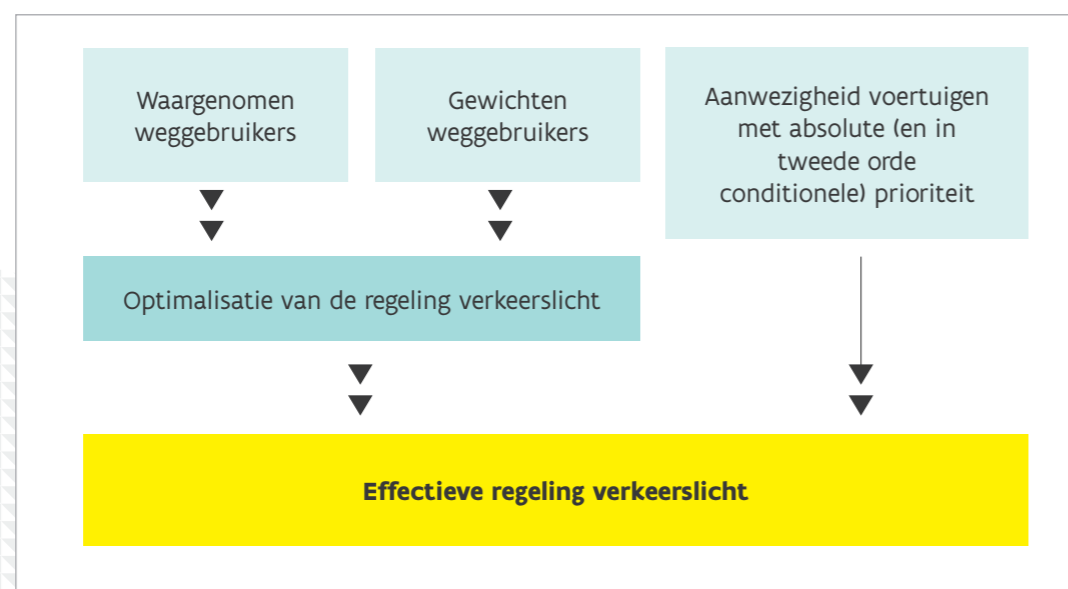 Waargenomen
weggebruikers
Gewichten
weggebruikers
Aanwezigheid voertuigen
met absolute (en in
tweede orde
conditionele) prioriteit
Optimalisatie van de regeling verkeerslicht
Effectieve regeling verkeerslicht